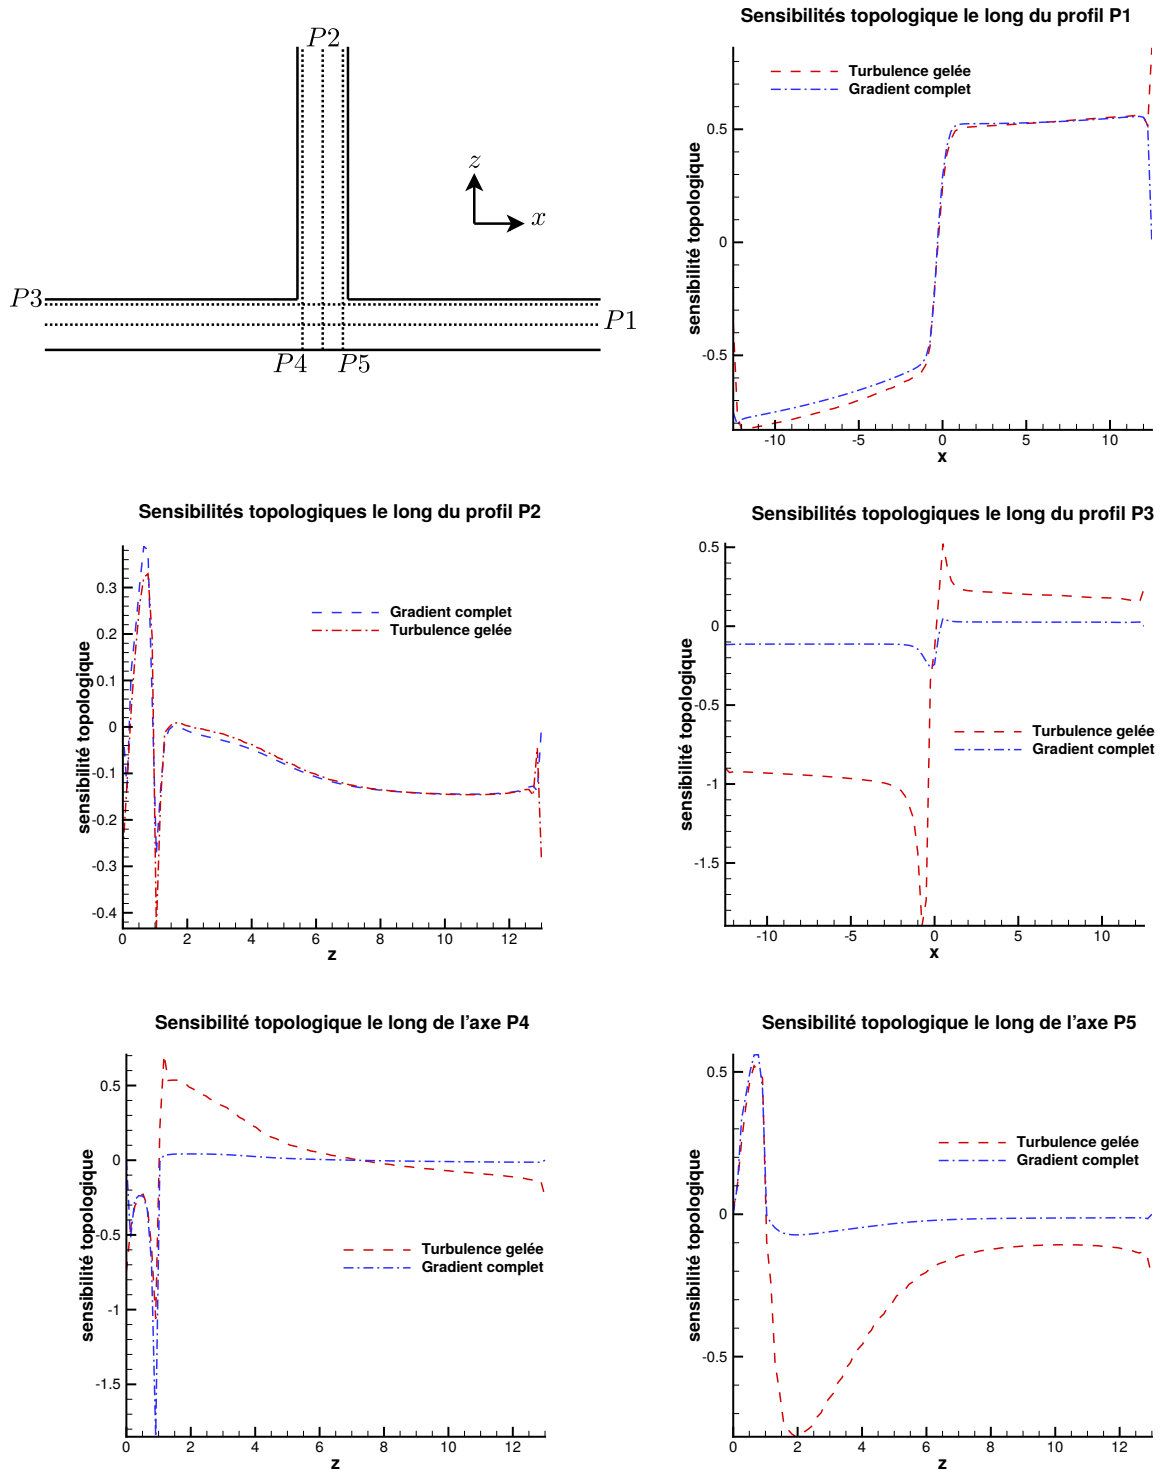 P2
z
x
P3
P1
P4
P5
Sensibilités topologique le long du profil P1
Turbulence gelée
Gradient complet
sensibilité topologique
0.5
0
-0.5
-10
-5
0
5
10
x
Sensibilités topologiques le long du profil P2
Gradient complet
Turbulence gelée
sensibilité topologique
0.3
0.2
0.1
0
-0.1
-0.2
-0.3
-0.4
0
2
4
6
8
10
12
z
Sensibilités topologiques le long du profil P3
Turbulence gelée
Gradient complet
sensibilité topologique
0.5
0
-0.5
-1
-1.5
-10
-5
0
5
10
x
Sensibilité topologique le long de l'axe P4
Turbulence gelée
Gradient complet
sensibilité topologique
0.5
0
-0.5
-1
-1.5
0
2
4
6
8
10
12
z
Sensibilité topologique le long de l'axe P5
Turbulence gelée
Gradient complet
sensibilité topologique
0.5
0
-0.5
0
2
4
6
8
10
12
z